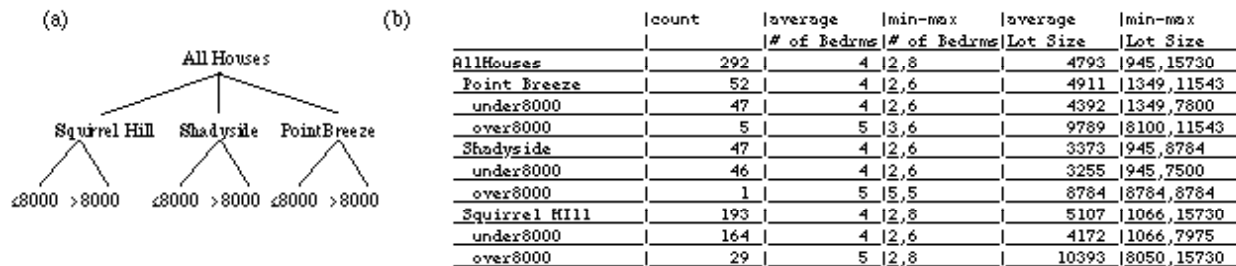 (a)
All Houses
Squirrel Hill Shadyside PointBreeze
≤8000 >8000 ≤8000 >8000 ≤8000 >8000
(b)
|count |average |min-max |average |min-max
| |# of Bedrms|# of Bedrms|Lot Size |Lot Size
AllHouses | 292 | 4 |2,8 | 4793 |945,15730
Point Breeze | 52 | 4 |2,6 | 4911 |1349,11543
under8000 | 47 | 4 |2,6 | 4392 |1349,7800
over8000 | 5 | 5 |3,6 | 9789 |8100,11543
Shadyside | 47 | 4 |2,6 | 3373 |945,8784
under8000 | 46 | 4 |2,6 | 3255 |945,7500
over8000 | 1 | 5 |5,5 | 8784 |8784,8784
Squirrel HIll | 193 | 4 |2,8 | 5107 |1066,15730
under8000 | 164 | 4 |2,6 | 4172 |1066,7975
over8000 | 29 | 5 |2,8 | 10393 |8050,15730